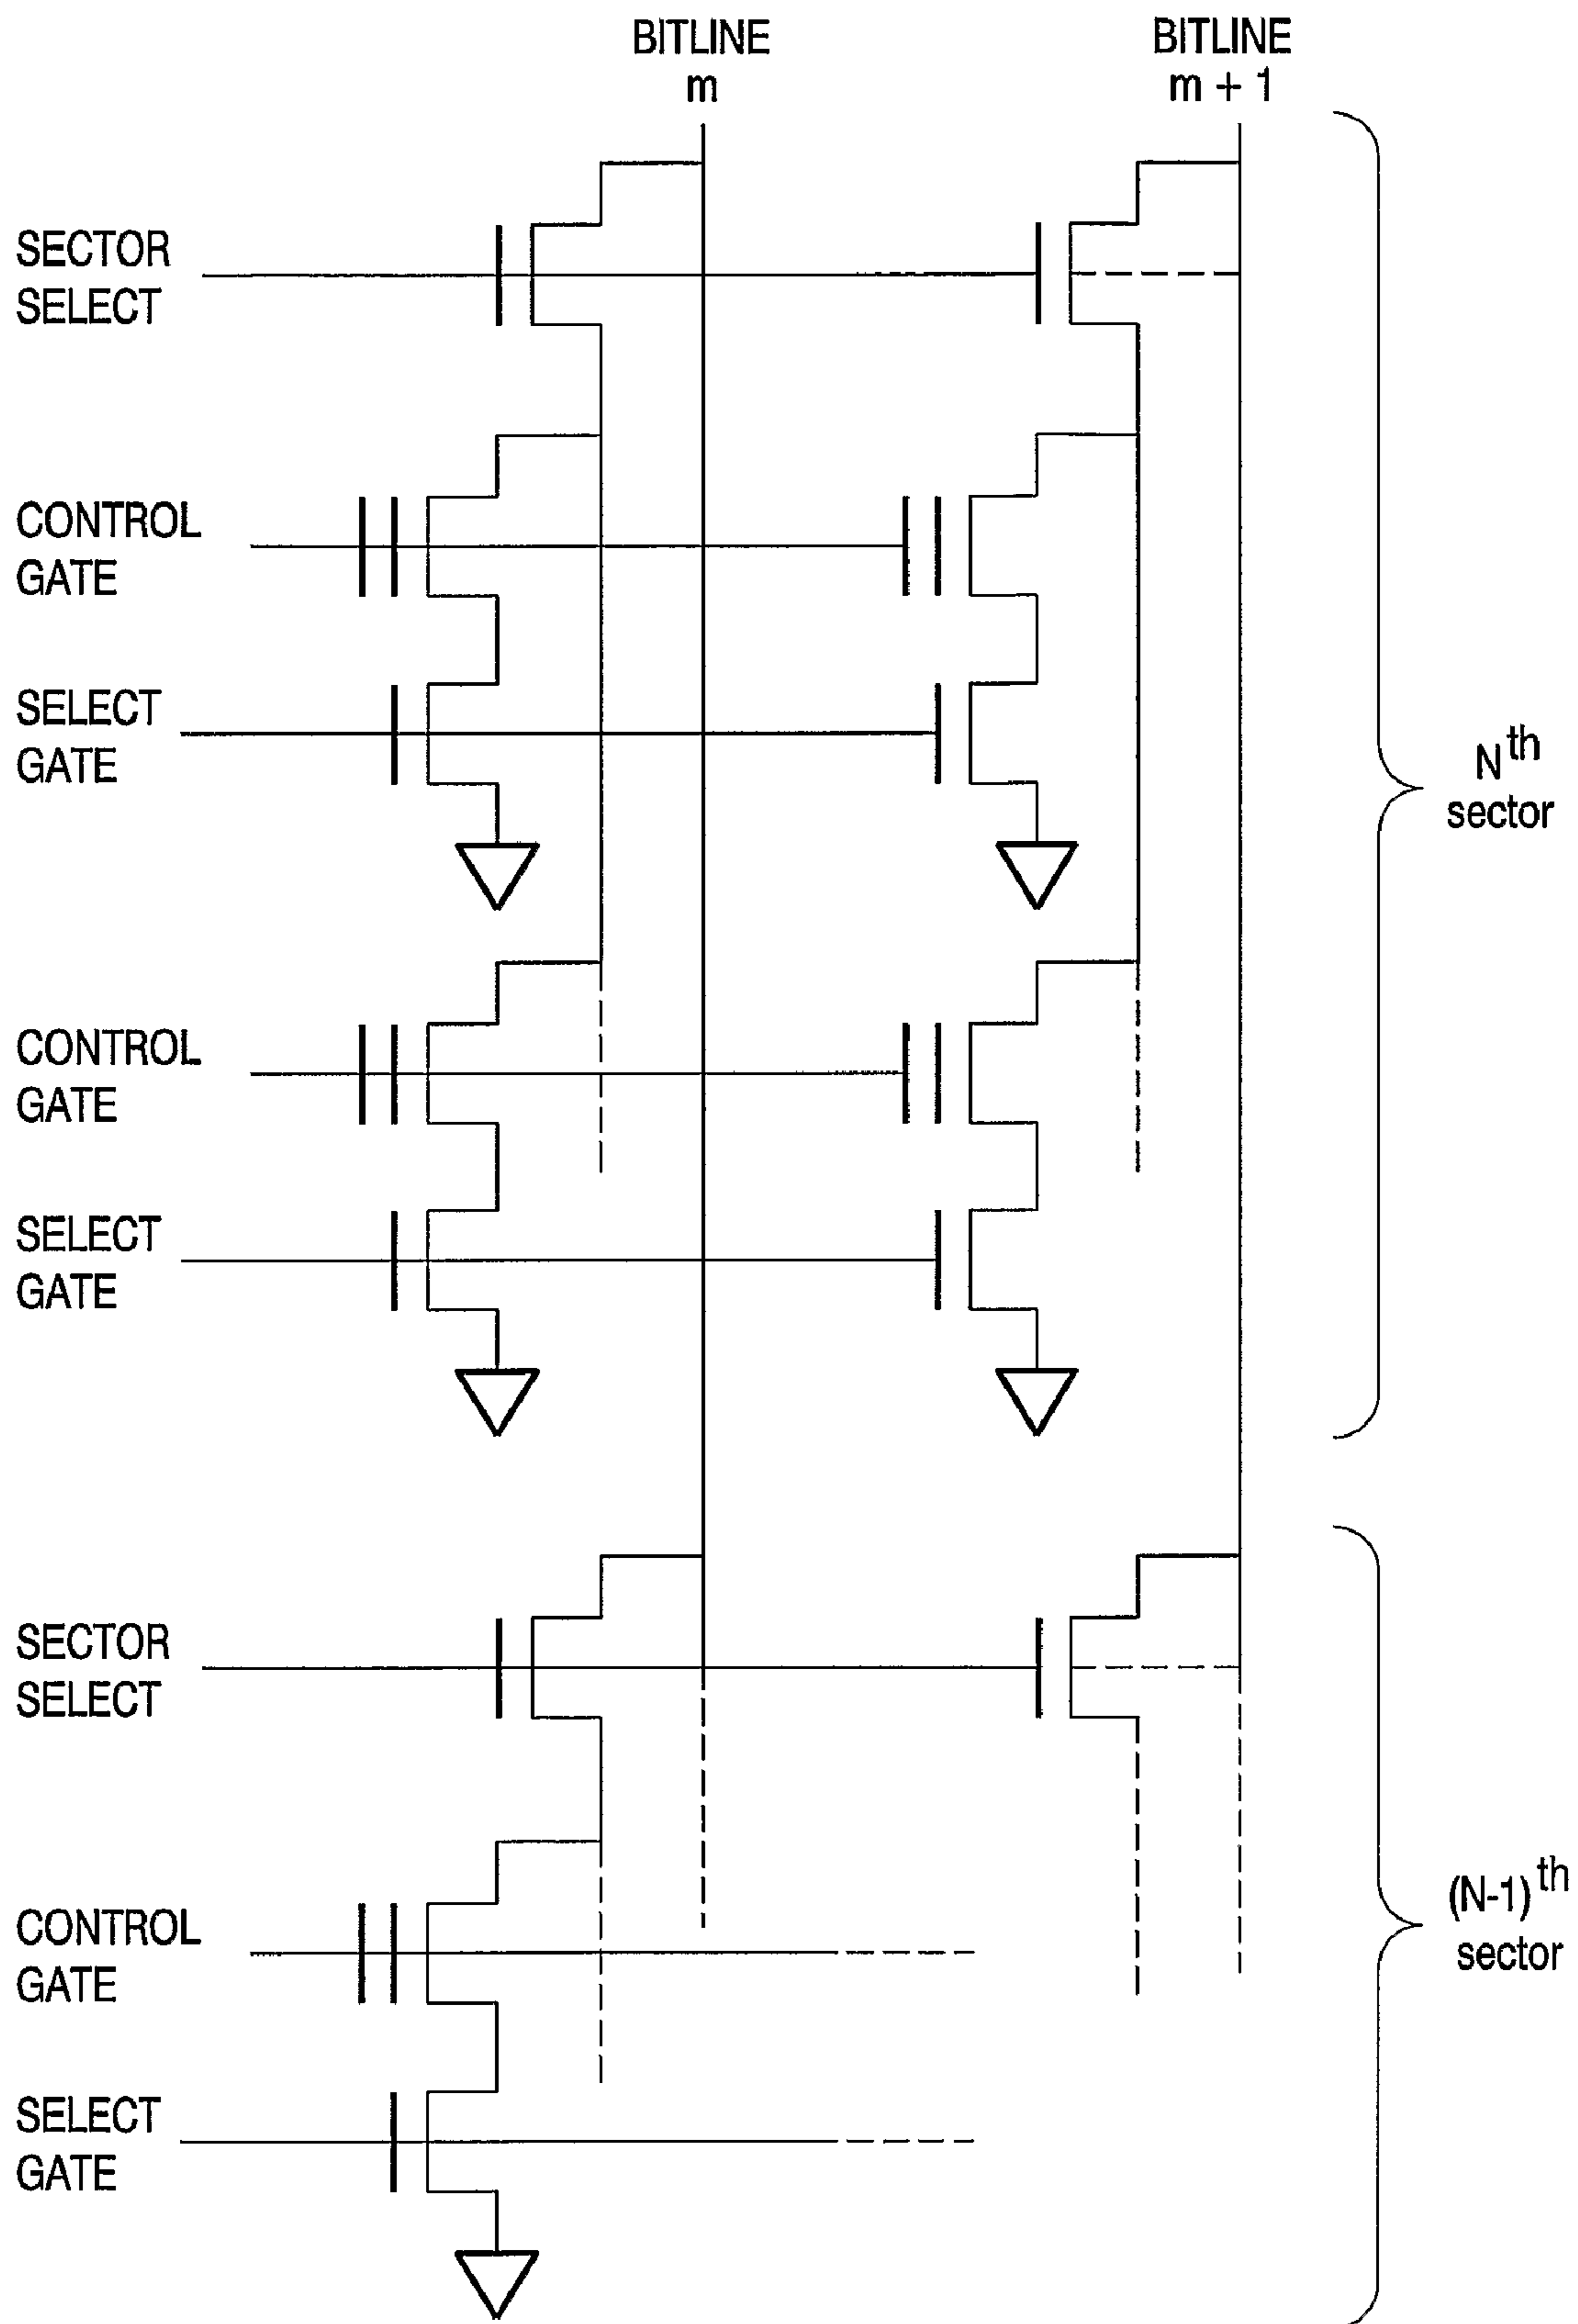 BITLINE
m
BITLINE
m + 1
SECTOR
SELECT
CONTROL
GATE
SELECT
GATE
Nth
sector
CONTROL
GATE
SELECT
GATE
SECTOR
SELECT
CONTROL
GATE
(N-1)th
sector
SELECT
GATE